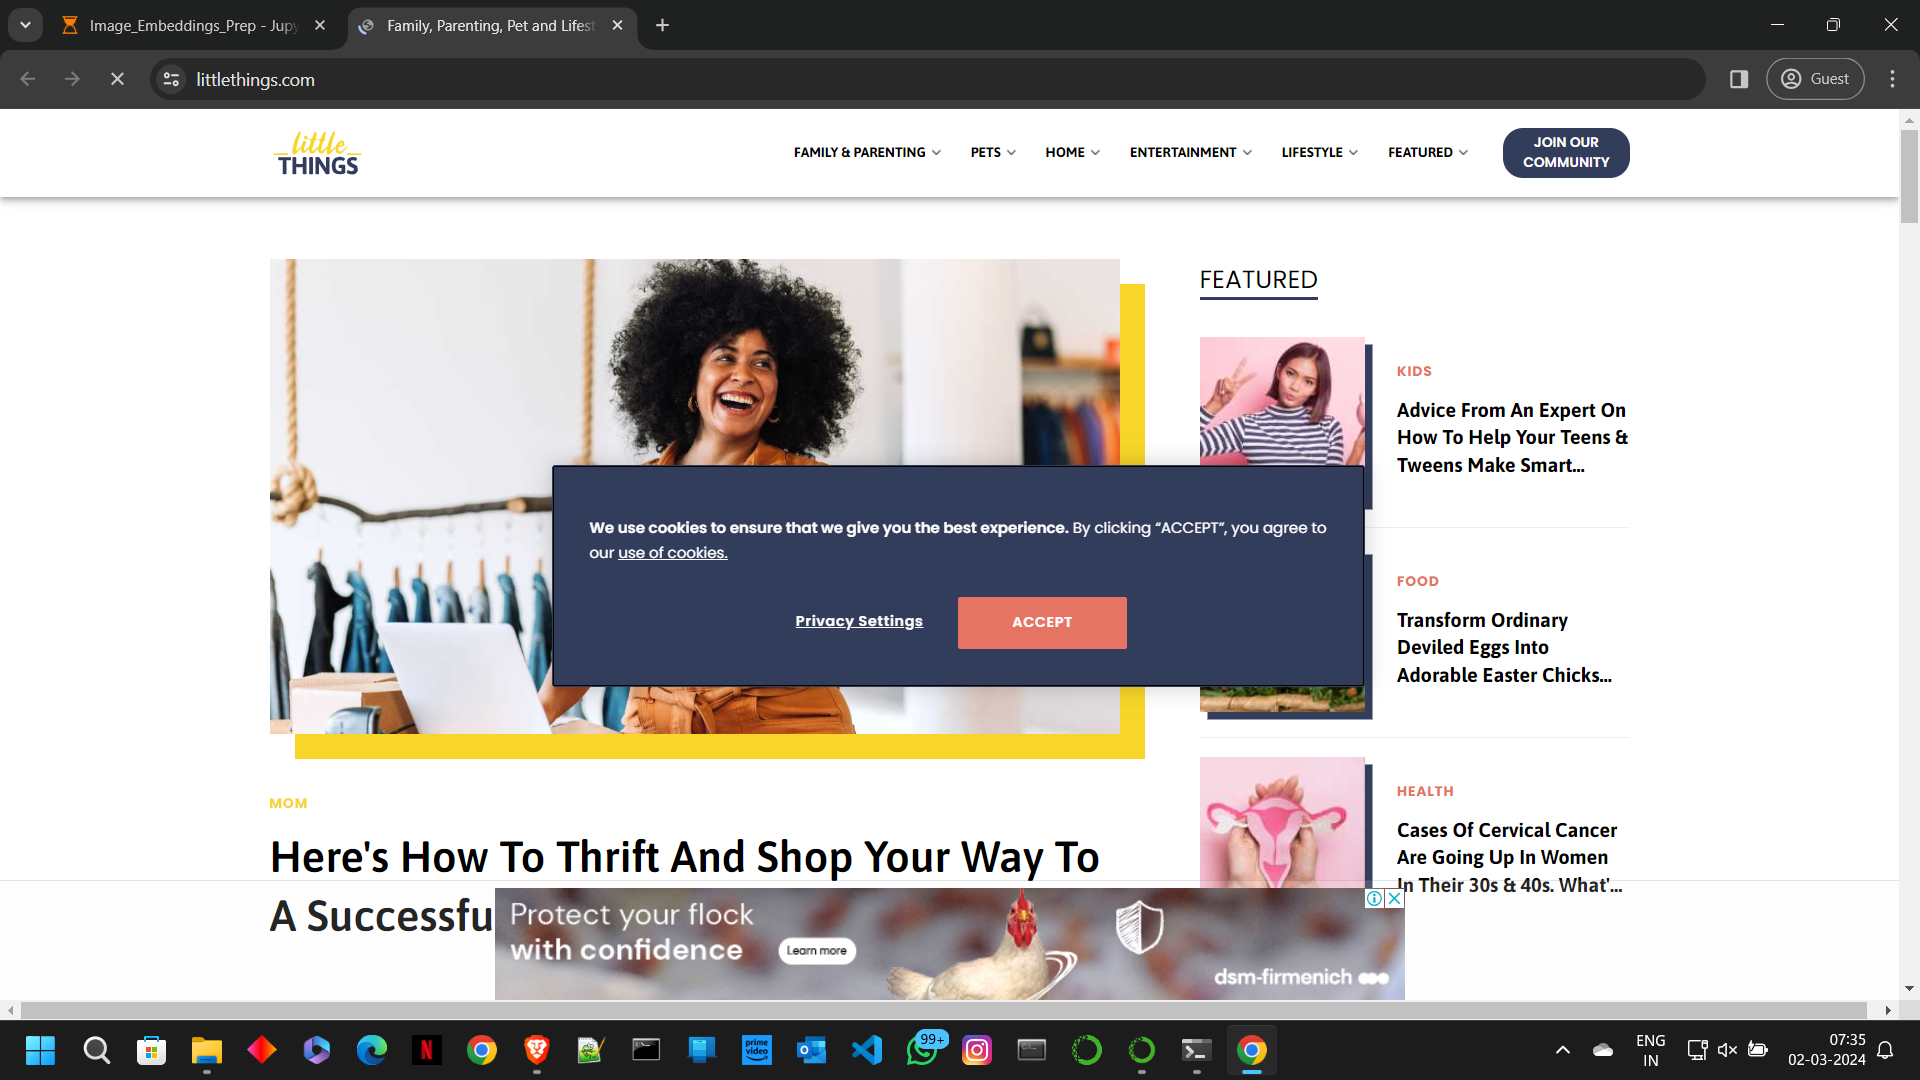 Image_Embeddings_Prep - Jupy
Family, Parenting, Pet and Lifest
littlethings.com
Guest
little
THINGS
FAMILY & PARENTING
PETS
HOME
ENTERTAINMENT
LIFESTYLE
FEATURED
JOIN OUR
COMMUNITY
FEATURED
KIDS
Advice From An Expert On
How To Help Your Teens &
Tweens Make Smart...
We use cookies to ensure that we give you the best experience. By clicking “ACCEPT”, you agree to
our use of cookies.
Privacy Settings
ACCEPT
FOOD
Transform Ordinary
Deviled Eggs Into
Adorable Easter Chicks...
MOM
Here's How To Thrift And Shop Your Way To
A Successfu
HEALTH
Cases Of Cervical Cancer
Are Going Up In Women
In Their 30s & 40s. What'...
Protect your flock
with confidence
Learn more
dsm-firmenich
prime
video
99+
ENG
IN
07:35
02-03-2024